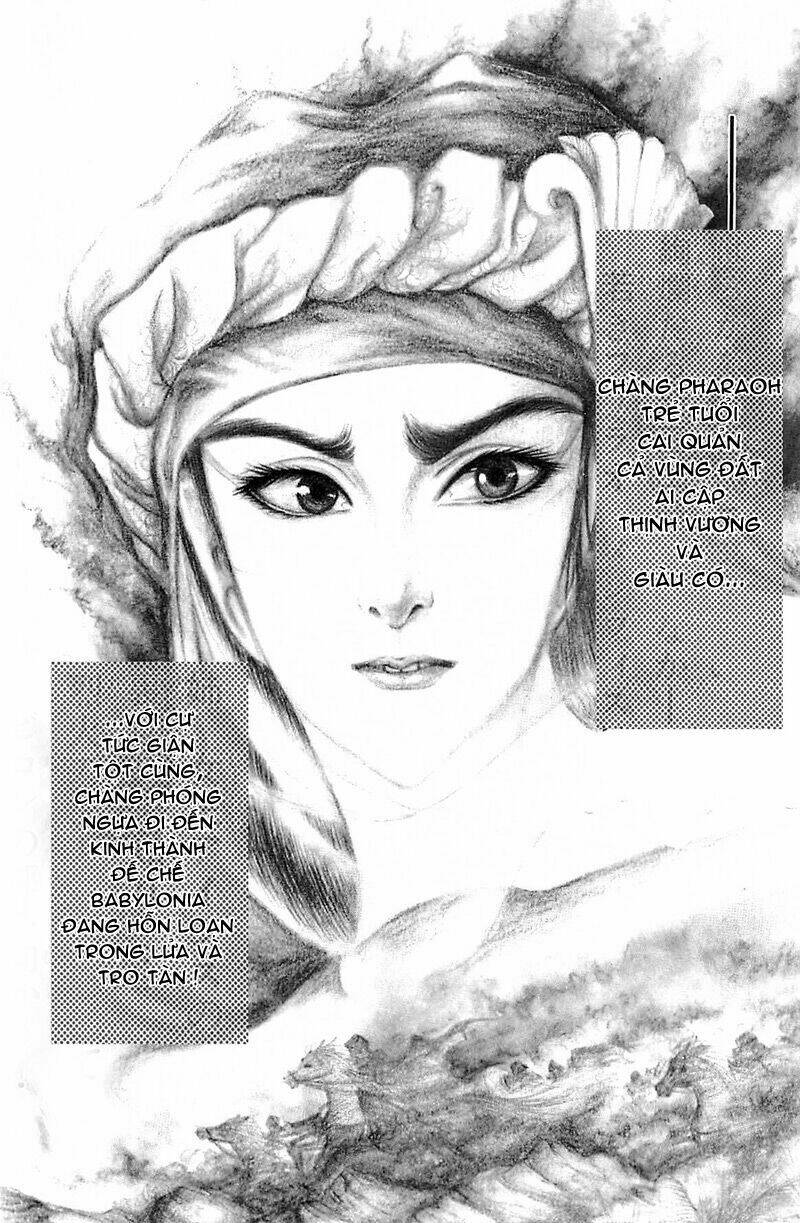 CHÀNG PHARAOH
TRẺ TUỔI
CAI QUẢN
CẢ VÙNG ĐẤT
AI CẬP
THỊNH VƯỢNG
VÀ
GIÀU CÓ...
...VỚI CỰ
TỨC GIẬN
TỘT CÙNG,
CHÀNG PHÓNG
NGỰA ĐI ĐẾN
KINH THÀNH
ĐẾ CHẾ
BABYLONIA
ĐANG HỖN LOẠN
TRONG LỬA VÀ
TRO TÀN!